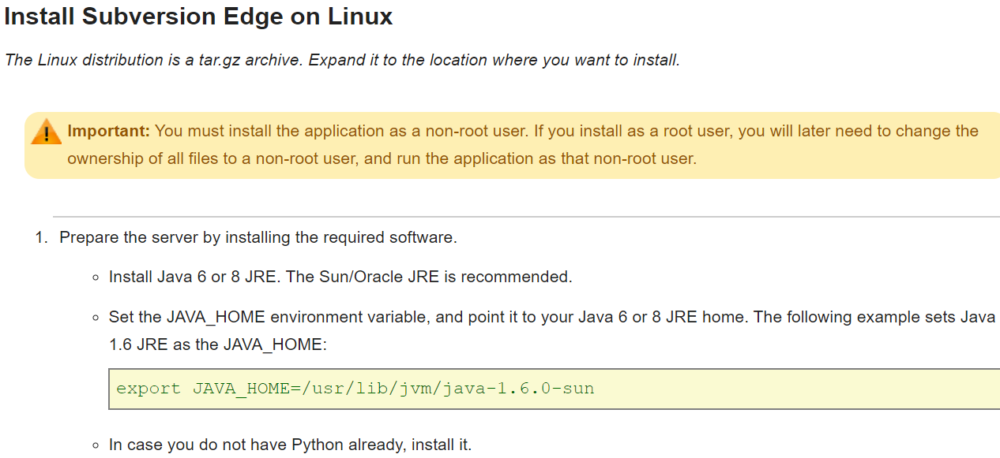 Install Subversion Edge on Linux
The Linux distribution is a tar.gz archive. Expand it to the location where you want to install.
Important: You must install the application as a non-root user. If you install as a root user, you will later need to change the
ownership of all files to a non-root user, and run the application as that non-root user.
1. Prepare the server by installing the required software.
Install Java 6 or 8 JRE. The Sun/Oracle JRE is recommended.
Set the JAVA_HOME environment variable, and point it to your Java 6 or 8 JRE home. The following example sets Java
1.6 JRE as the JAVA_HOME:
export JAVA_HOME=/usr/lib/jvm/java-1.6.0-sun
In case you do not have Python already, install it.